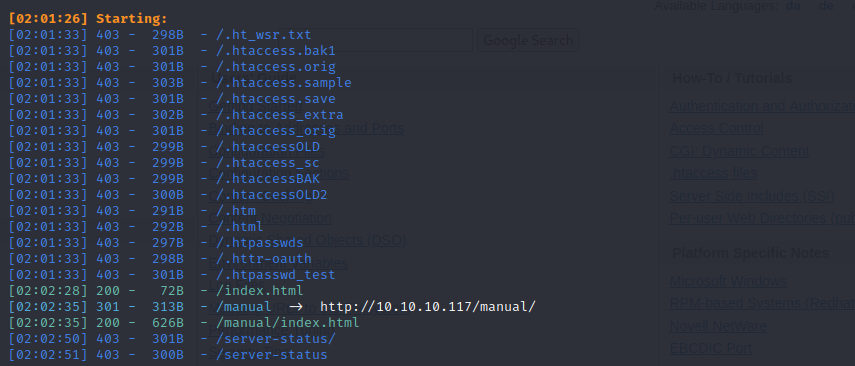 Available Languages: da de
[02:01:26] Starting:
[02:01:33] 403 - 298B - /.ht_wsr.txt
[02:01:33] 403 - 301B - /.htaccess.bak1
Google Search
[02:01:33] 403 - 301B - /.htaccess.orig
[02:01:33] 403 - 303B - /.htaccess.sample
How-To / Tutorials
[02:01:33] 403 - 301B - /.htaccess.save
[02:01:33] 403 - 302B - /.htaccess_extra
Authentication and Authorizat
[02:01:33] 403 - 301B - /.htaccess_orig
and Ports
Access Control
[02:01:33] 403 - 299B - /.htaccessOLD
CGI: Dynamic Content
[02:01:33] 403 - 299B - /.htaccess_sc
.htaccess files
[02:01:33] 403 - 299B - /.htaccessBAK
[02:01:33] 403 - 300B - /.htaccessOLD2
Server Side Includes (SSI)
[02:01:33] 403 - 291B - /.htm
Negotiation
Per-user Web Directories (pub
[02:01:33] 403 - 292B - /.html
[02:01:33] 403 - 297B - /.htpasswds
Objects (DSO)
Platform Specific Notes
[02:01:33] 403 - 298B - /.httr-oauth
[02:01:33] 403 - 301B - /.htpasswd_test
Microsoft Windows
[02:02:28] 200 - 72B - /index.html
[02:02:35] 301 - 313B - /manual → http://10.10.10.117/manual/
RPM-based Systems (Redhat
[02:02:35] 200 - 626B - /manual/index.html
Novell NetWare
[02:02:50] 403 - 301B - /server-status/
EBCDIC Port
[02:02:51] 403 - 300B - /server-status